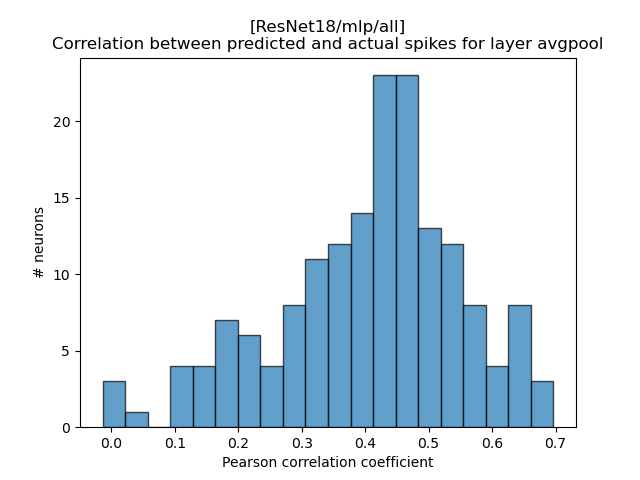 [ResNet18/mlp/all]
Correlation between predicted and actual spikes for layer avgpool
20
15
10
5
0
# neurons
0.0 0.1 0.2 0.3 0.4 0.5 0.6 0.7
Pearson correlation coefficient